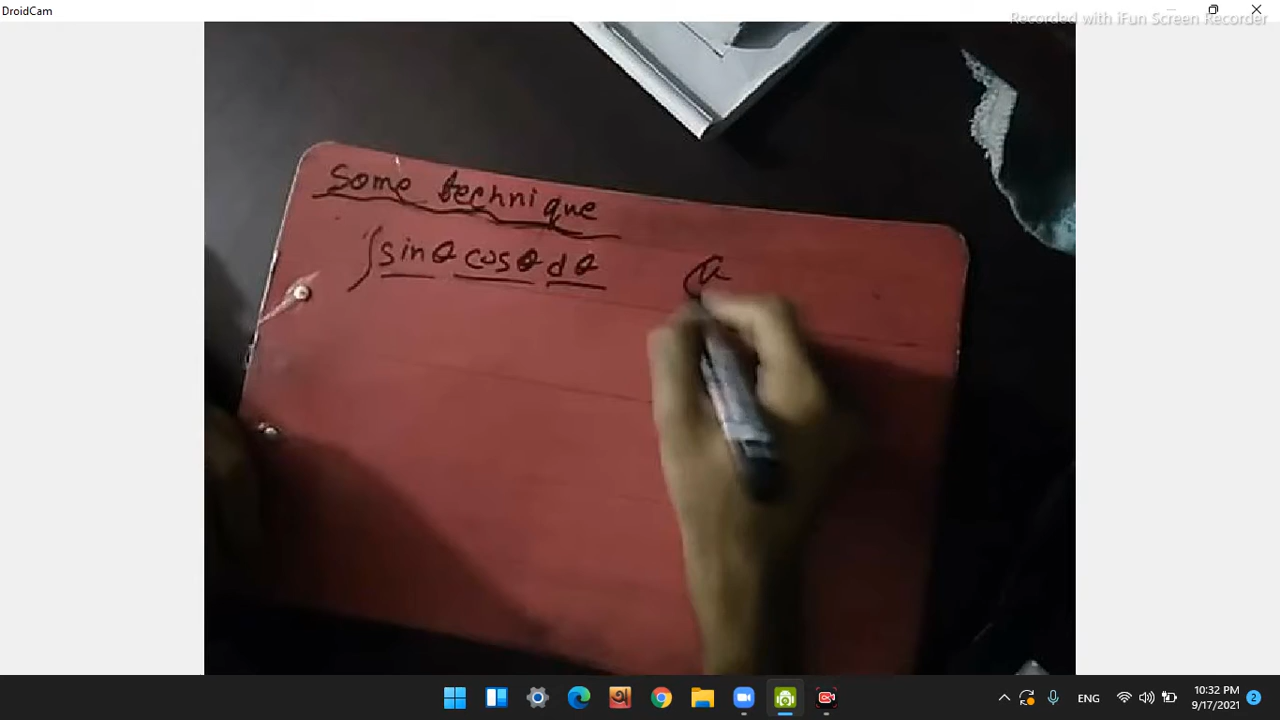 DroidCam
Recorded with iFun Screen Recorder
Some technique
∫sinθ cosθ dθ
ENG
10:32 PM
9/17/2021
2